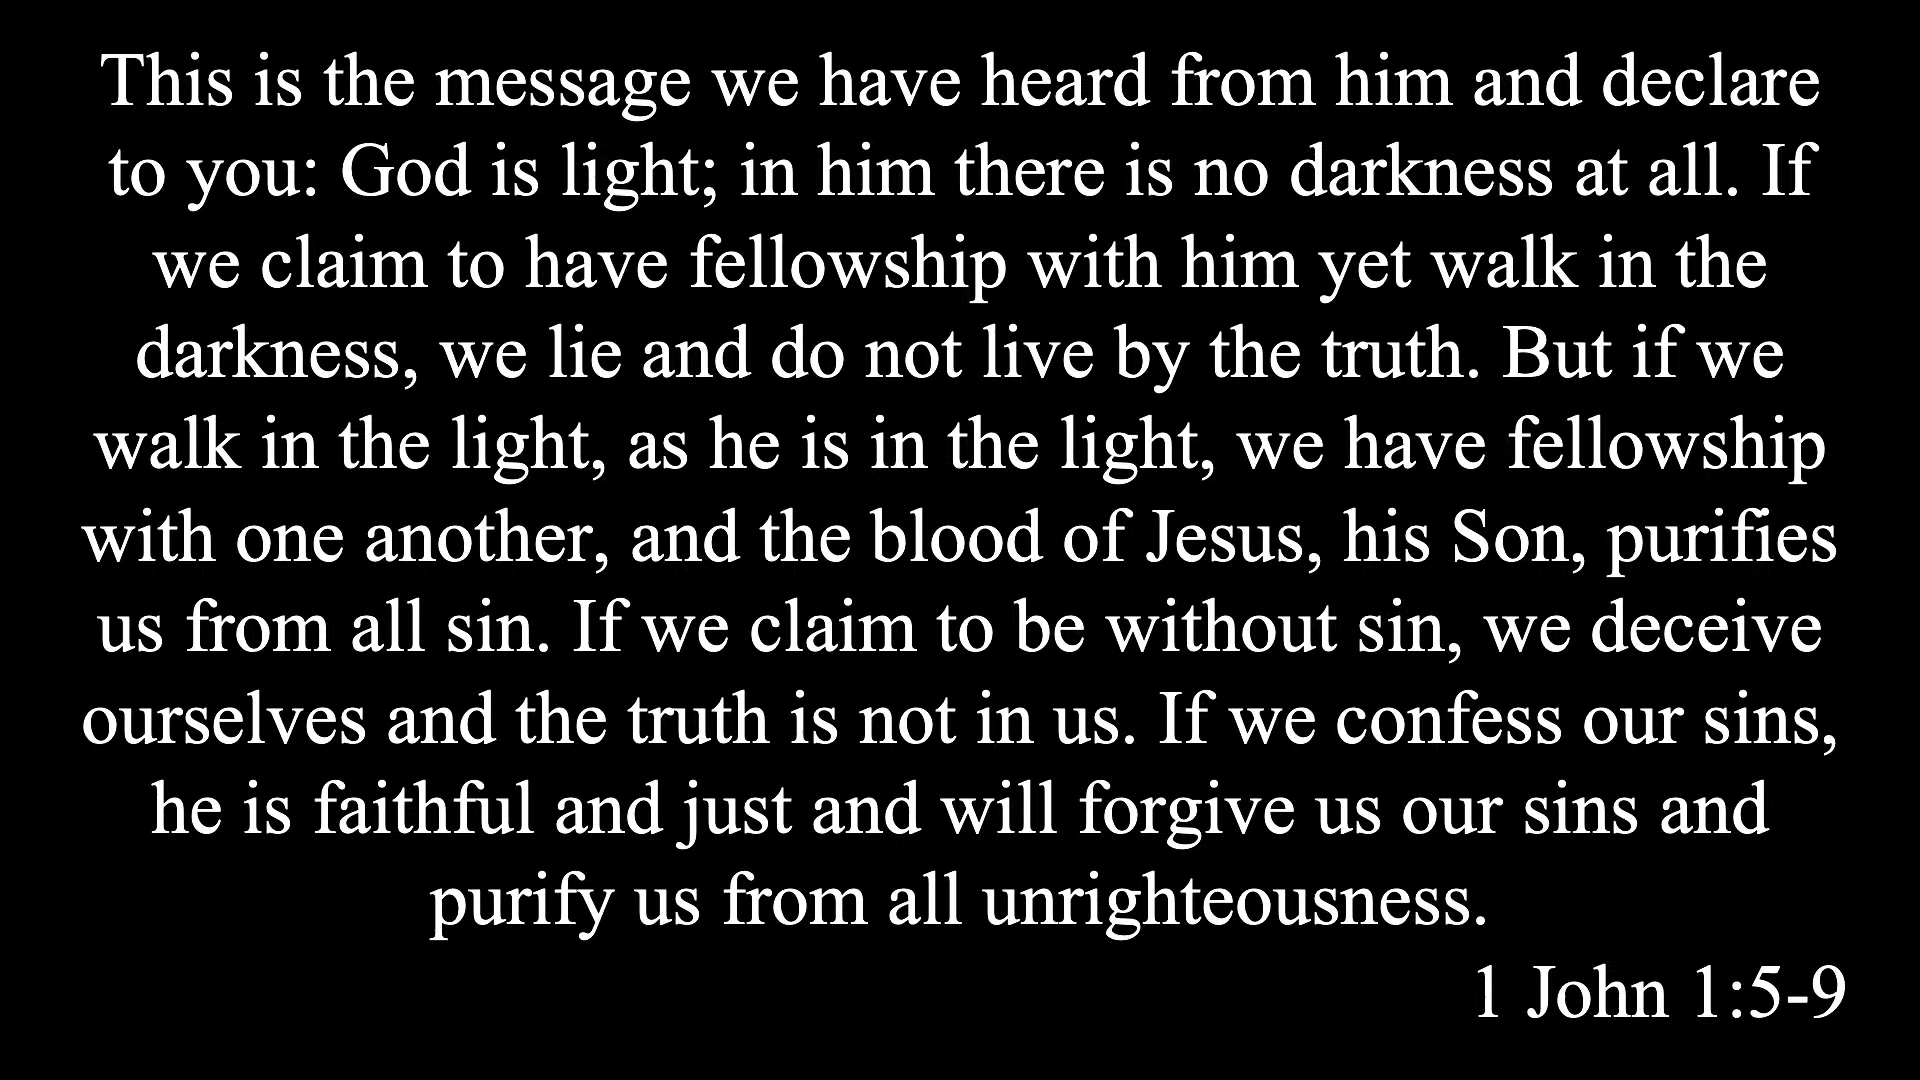 This is the message we have heard from him and declare
to you: God is light; in him there is no darkness at all. If
we claim to have fellowship with him yet walk in the
darkness, we lie and do not live by the truth. But if we
walk in the light, as he is in the light, we have fellowship
with one another, and the blood of Jesus, his Son, purifies
us from all sin. If we claim to be without sin, we deceive
ourselves and the truth is not in us. If we confess our sins,
he is faithful and just and will forgive us our sins and
purify us from all unrighteousness.
1 John 1:5-9